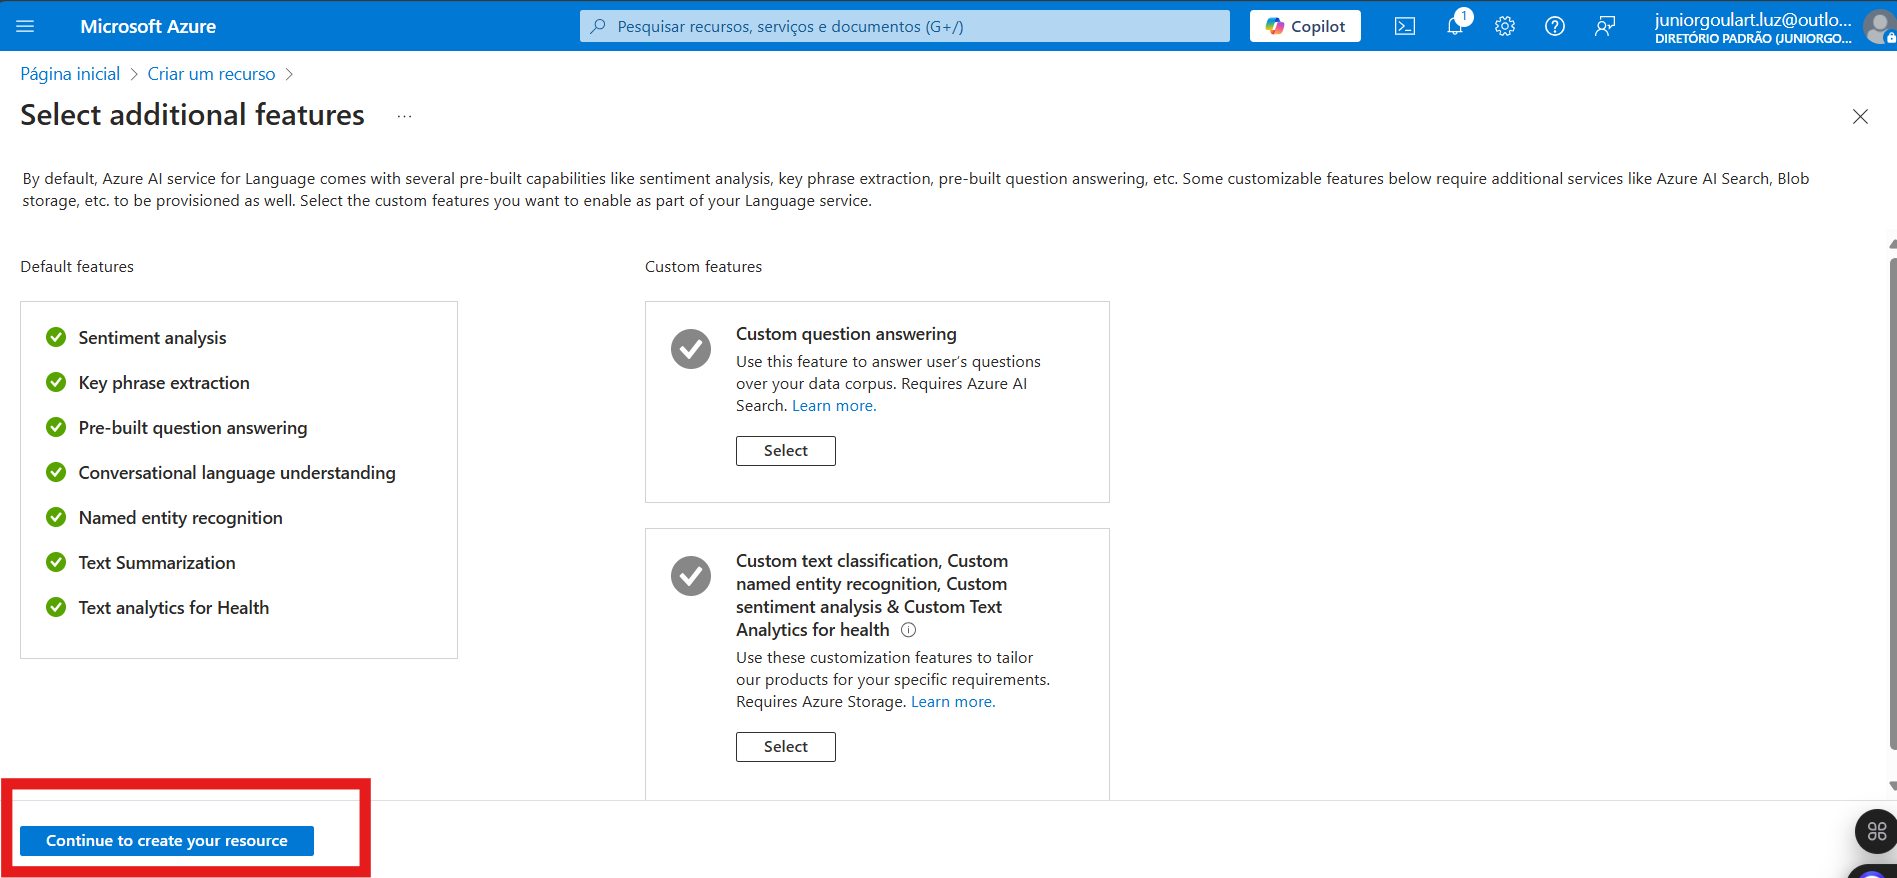 Microsoft Azure
Pesquisar recursos, serviços e documentos (G+/)
Copilot
1
juniorgoulart.luz@outlo...
DIRETÓRIO PADRÃO (JUNIORGO...
Página inicial > Criar um recurso >
Select additional features ...
By default, Azure AI service for Language comes with several pre-built capabilities like sentiment analysis, key phrase extraction, pre-built question answering, etc. Some customizable features below require additional services like Azure AI Search, Blob
storage, etc. to be provisioned as well. Select the custom features you want to enable as part of your Language service.
Default features
Sentiment analysis
Key phrase extraction
Pre-built question answering
Conversational language understanding
Named entity recognition
Text Summarization
Text analytics for Health
Custom features
Custom question answering
Use this feature to answer user's questions
over your data corpus. Requires Azure AI
Search. Learn more.
Select
Custom text classification, Custom
named entity recognition, Custom
sentiment analysis & Custom Text
Analytics for health
Use these customization features to tailor
our products for your specific requirements.
Requires Azure Storage. Learn more.
Select
Continue to create your resource